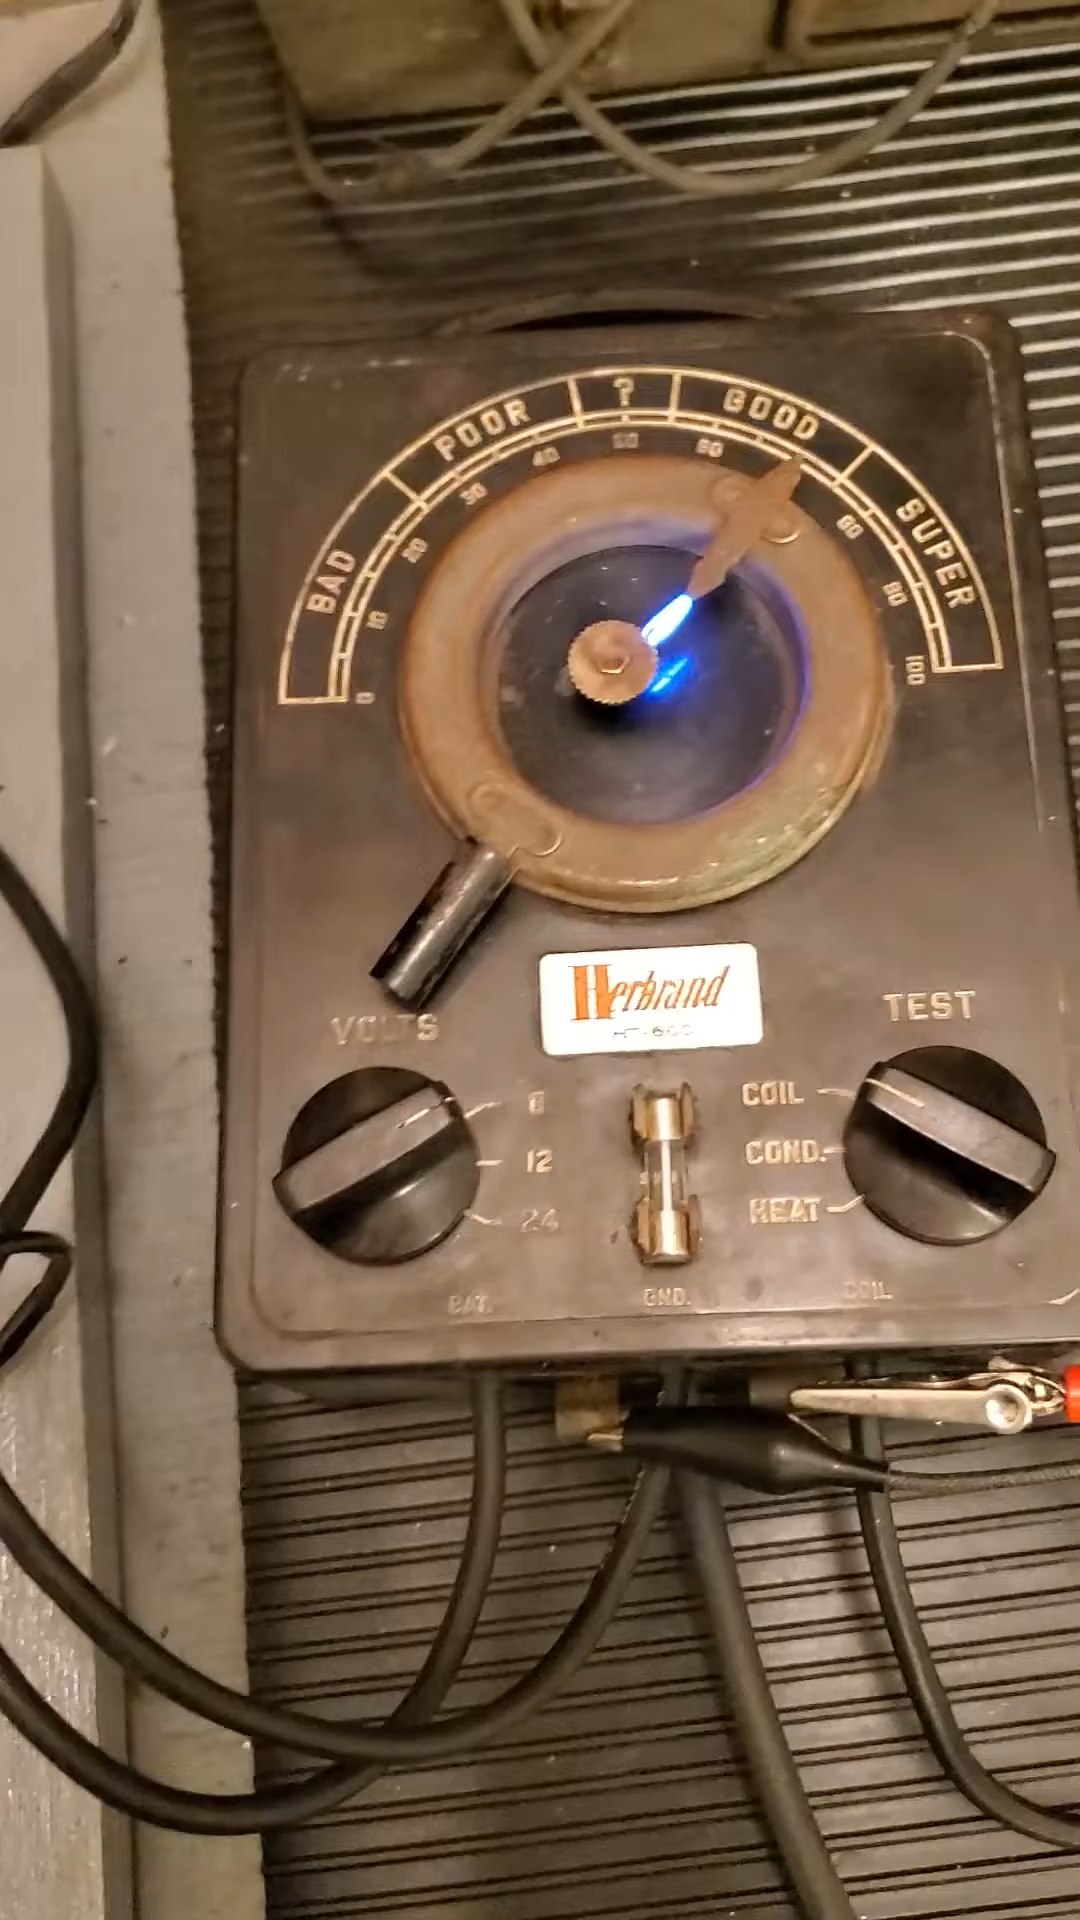 BAD POOR ? GOOD SUPER
0 10 20 30 40 50 60 80 90 100
Herbrand
VOLTS
TEST
6
12
24
COIL
COND.
HEAT
BAT. GND. COIL